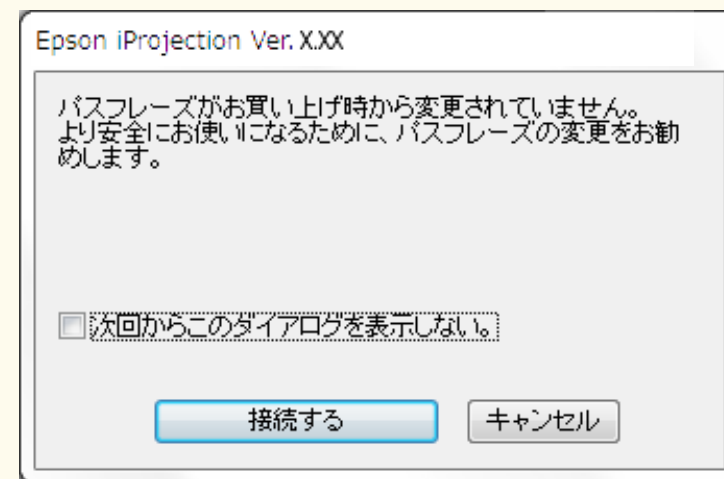 Epson iProjection Ver. X.XX
パスフレーズがお買い上げ時から変更されていません。
より安全にお使いになるために、パスフレーズの変更をお勧
めします。
次回からこのダイアログを表示しない。
接続する
キャンセル